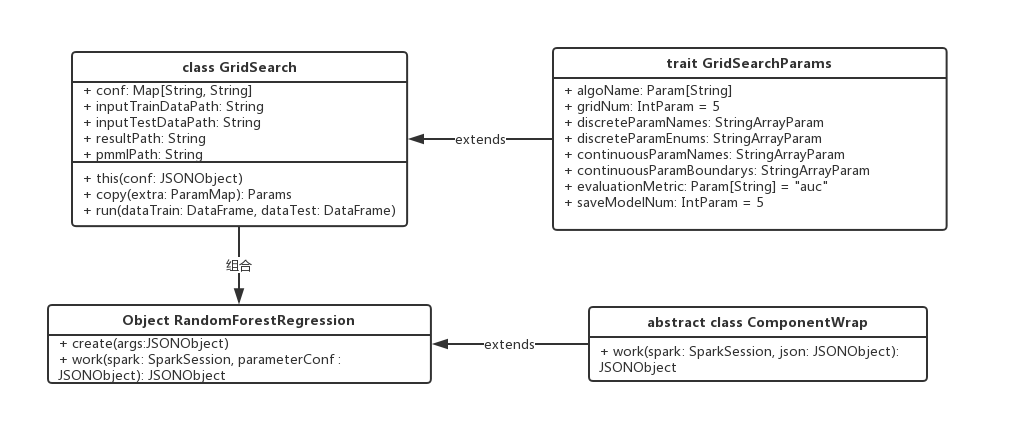 class GridSearch
+ conf: Map[String, String]
+ inputTrainDataPath: String
+ inputTestDataPath: String
+ resultPath: String
+ pmmlPath: String
+ this(conf: JSONObject)
+ copy(extra: ParamMap): Params
+ run(dataTrain: DataFrame, dataTest: DataFrame)
extends
trait GridSearchParams
+ algoName: Param[String]
+ gridNum: IntParam = 5
+ discreteParamNames: StringArrayParam
+ discreteParamEnums: StringArrayParam
+ continuousParamNames: StringArrayParam
+ continuousParamBoundarys: StringArrayParam
+ evaluationMetric: Param[String] = "auc"
+ saveModelNum: IntParam = 5
组合
Object RandomForestRegression
+ create(args:JSONObject)
+ work(spark: SparkSession, parameterConf:
JSONObject): JSONObject
extends
abstract class ComponentWrap
+ work(spark: SparkSession, json: JSONObject):
JSONObject